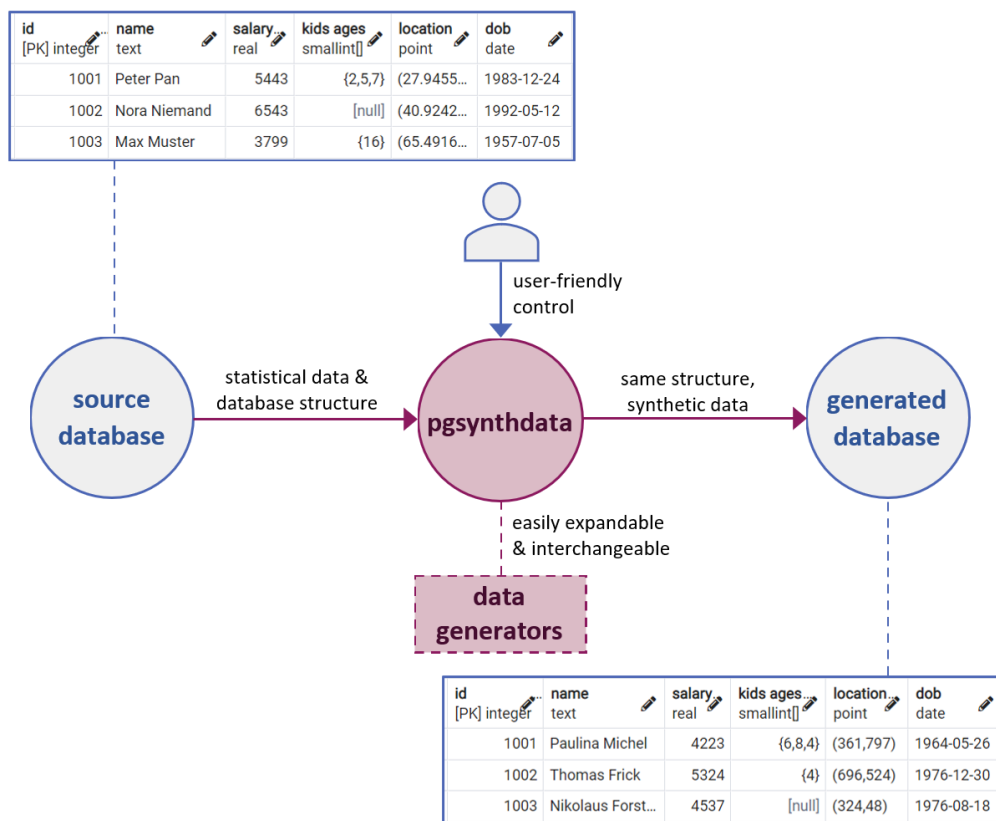 id name salary... kids ages location dob
[PK] integer text real smallint[] point date
1001 Peter Pan 5443 {2,5,7} (27.9455... 1983-12-24
1002 Nora Niemand 6543 [null] (40.9242... 1992-05-12
1003 Max Muster 3799 {16} (65.4916... 1957-07-05
user-friendly
control
source
database
statistical data &
database structure
pgsynthdata
same structure,
synthetic data
generated
database
easily expandable
& interchangeable
data
generators
id name salary... kids ages... location... dob
[PK] integer text real smallint[] point date
1001 Paulina Michel 4223 {6,8,4} (361,797) 1964-05-26
1002 Thomas Frick 5324 {4} (696,524) 1976-12-30
1003 Nikolaus Forst... 4537 [null] (324,48) 1976-08-18